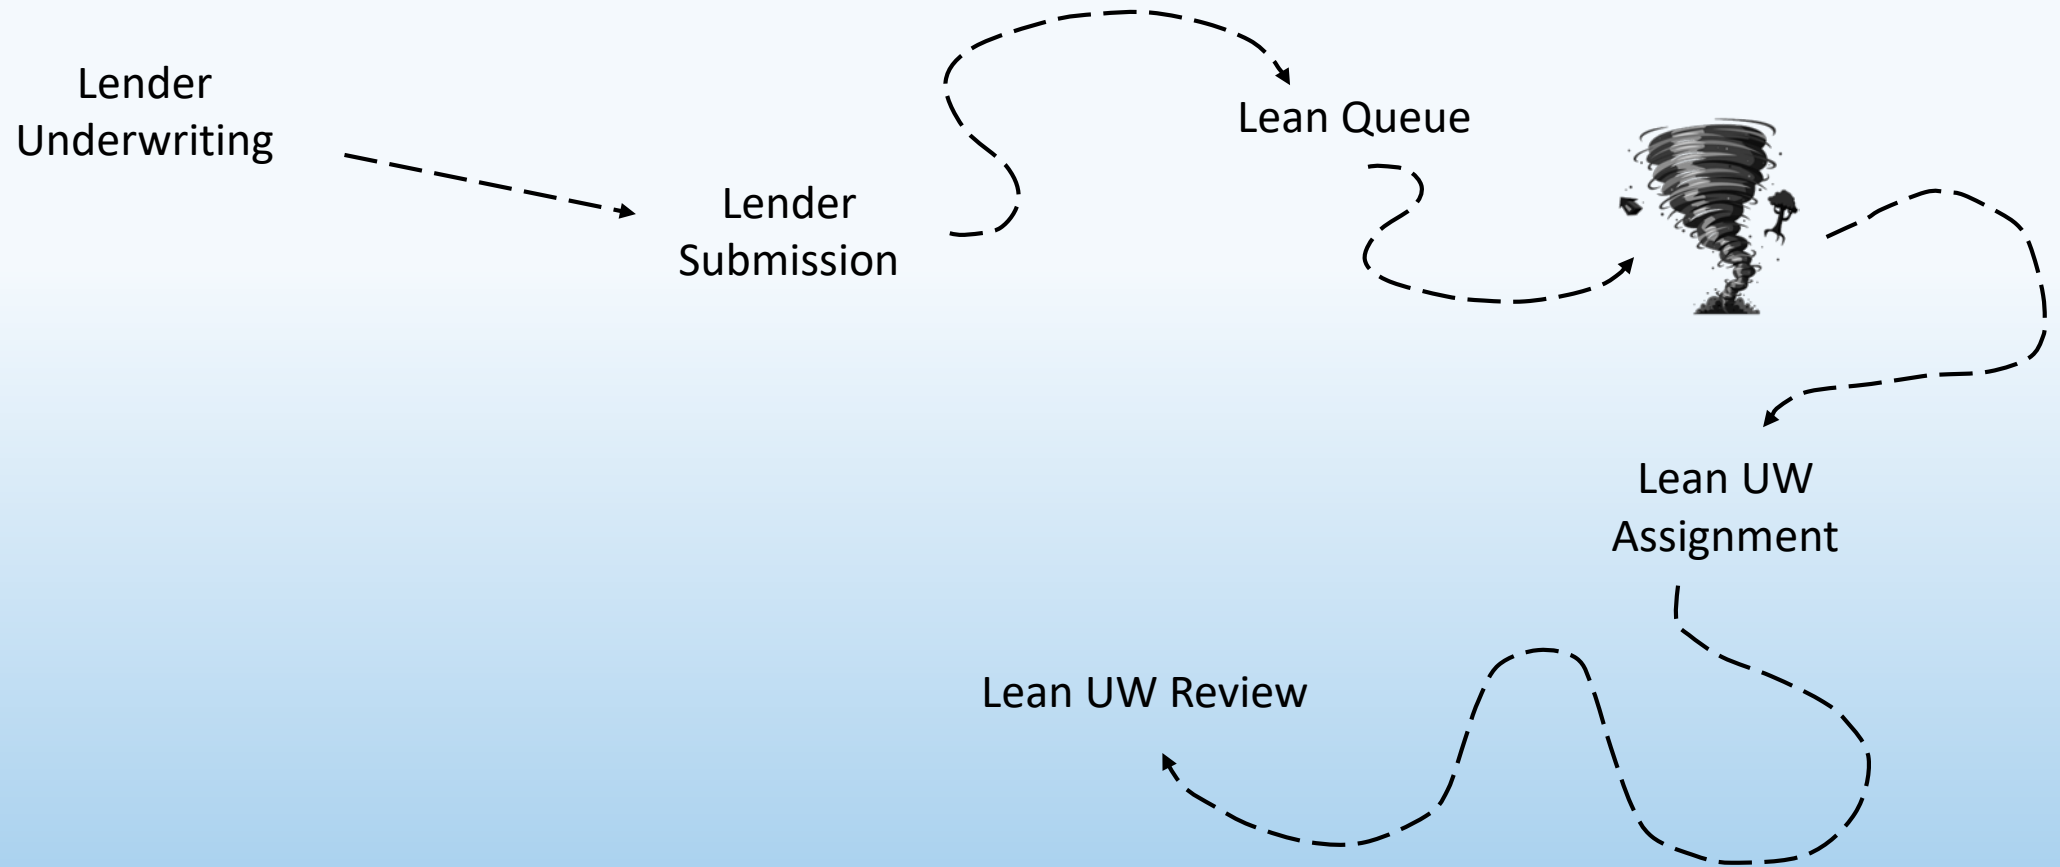 Lender
Underwriting
Lender
Submission
Lean Queue
Lean UW
Assignment
Lean UW Review